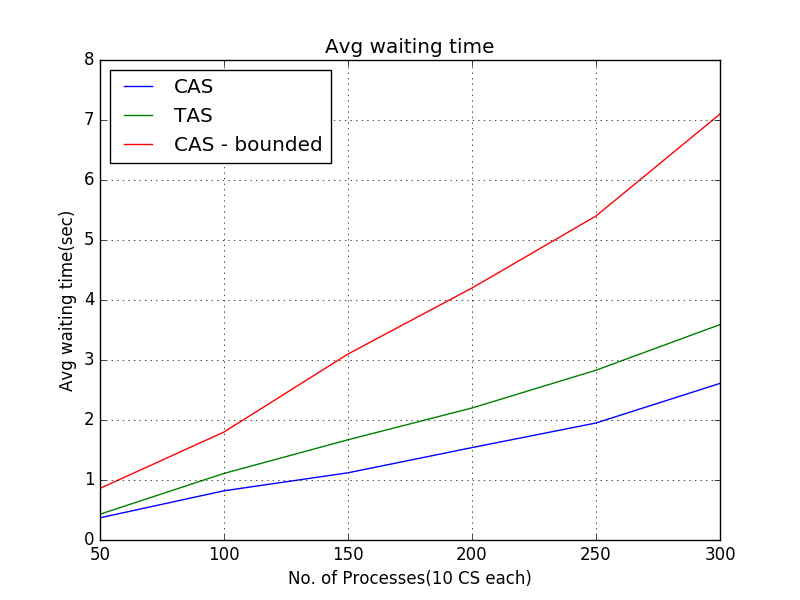 Avg waiting time
CAS
TAS
CAS - bounded
8
7
6
5
4
3
2
1
0
Avg waiting time(sec)
50 100 150 200 250 300
No. of Processes(10 CS each)